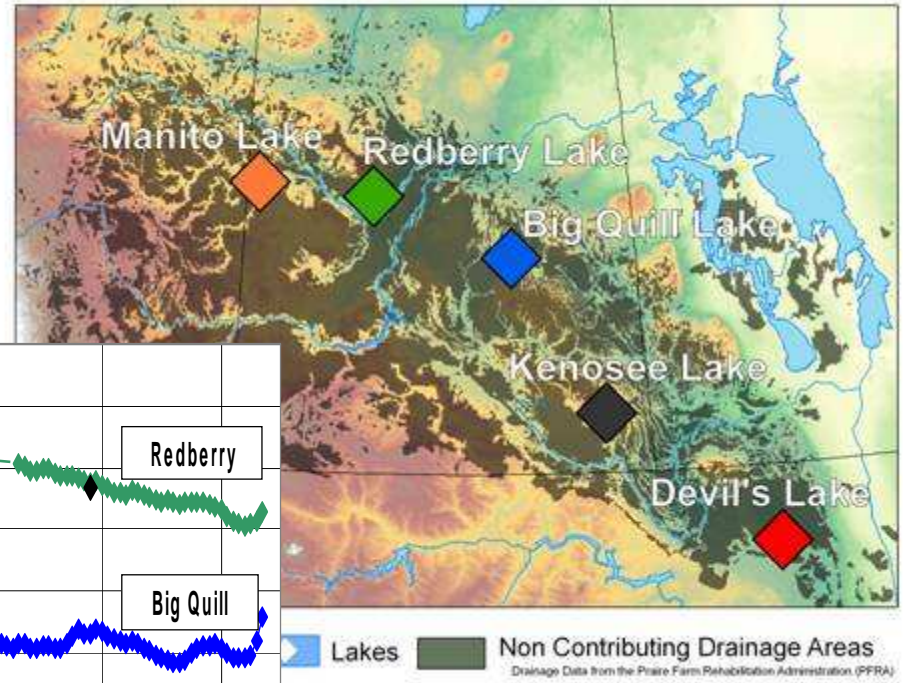 Manito Lake
Redberry Lake
Big Quill Lake
Kenosee Lake
Devil's Lake
Redberry
Big Quill
Lakes
Non Contributing Drainage Areas
Drainage Data from the Praire Farm Rehabilitation Administration (PFRA)